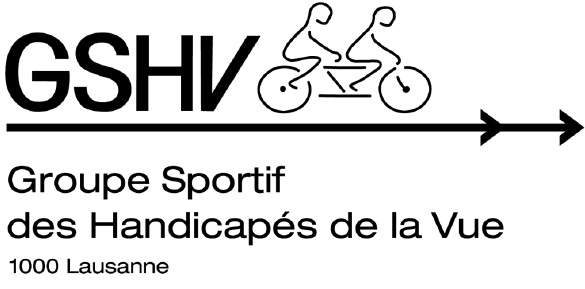 GSHV
Groupe Sportif
des Handicapés de la Vue
1000 Lausanne